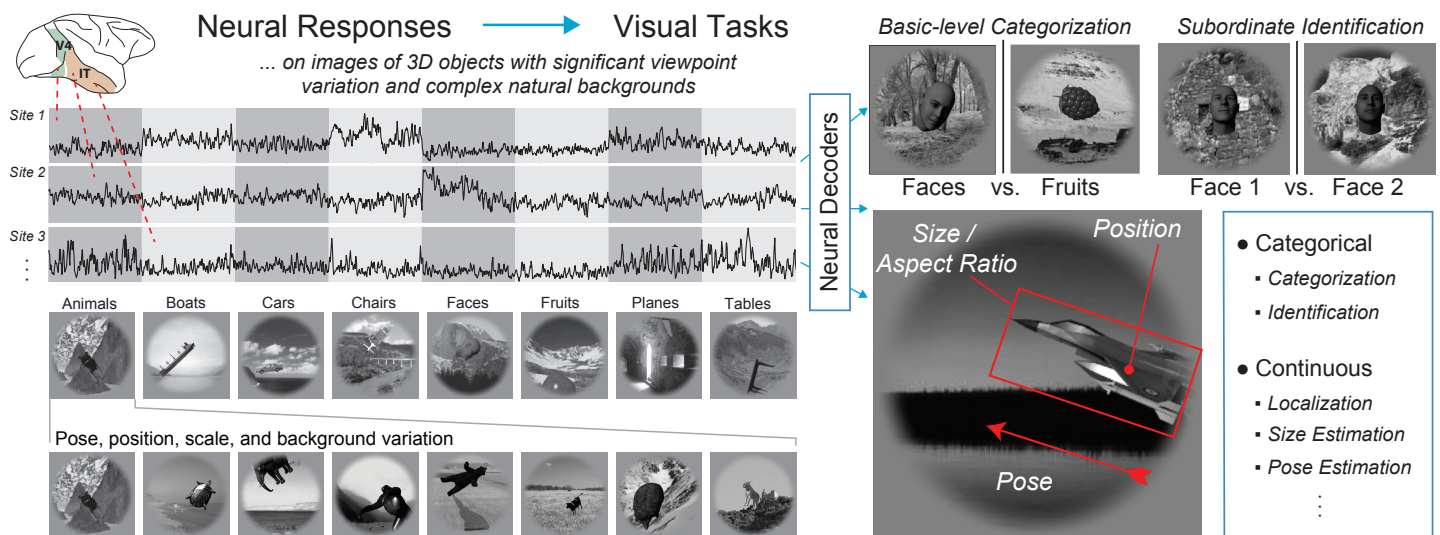 Neural Responses → Visual Tasks
... on images of 3D objects with significant viewpoint
variation and complex natural backgrounds
V4
IT
Site 1
Site 2
Site 3
Animals Boats Cars Chairs Faces Fruits Planes Tables
Pose, position, scale, and background variation
Neural Decoders
Basic-level Categorization
Subordinate Identification
Faces vs. Fruits
Face 1 vs. Face 2
Size /
Aspect Ratio
Position
Pose
● Categorical
▪ Categorization
▪ Identification
● Continuous
▪ Localization
▪ Size Estimation
▪ Pose Estimation